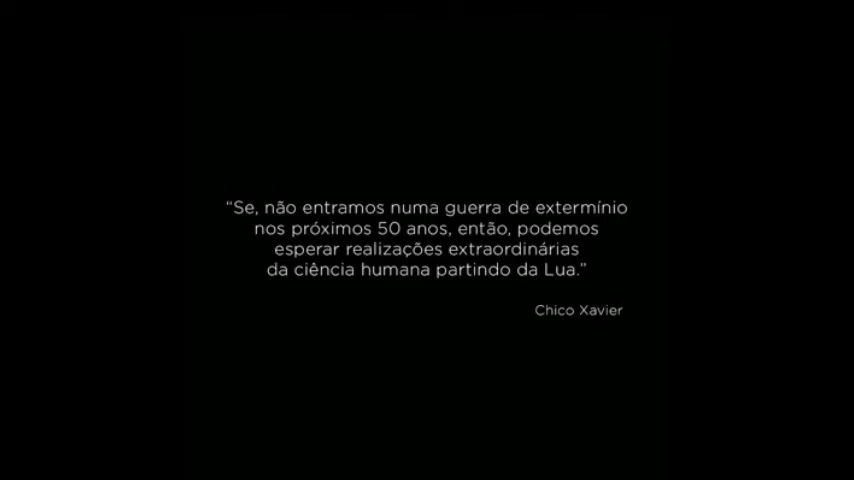 “Se, não entramos numa guerra de extermínio
nos próximos 50 anos, então, podemos
esperar realizações extraordinárias
da ciência humana partindo da Lua.”
Chico Xavier